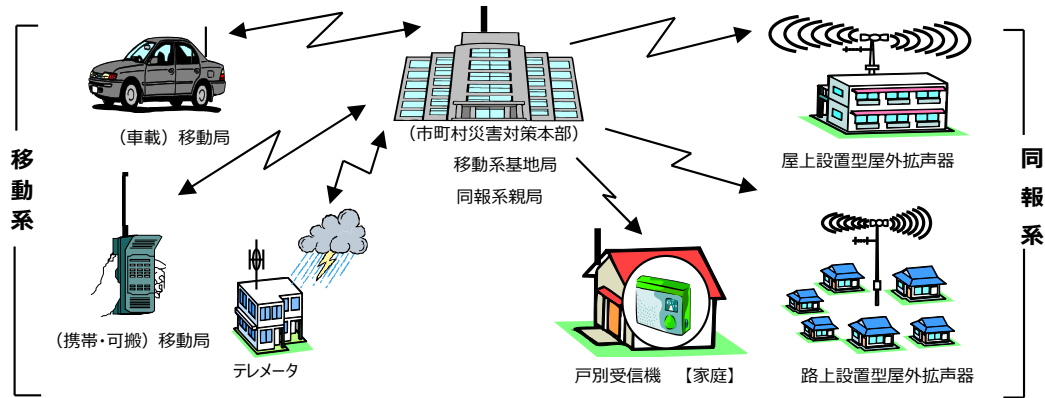 移動系
（車載）移動局
（携帯・可搬）移動局
テレメータ
（市町村災害対策本部）
移動系基地局
同報系親局
戸別受信機　【家庭】
屋上設置型屋外拡声器
路上設置型屋外拡声器
同報系